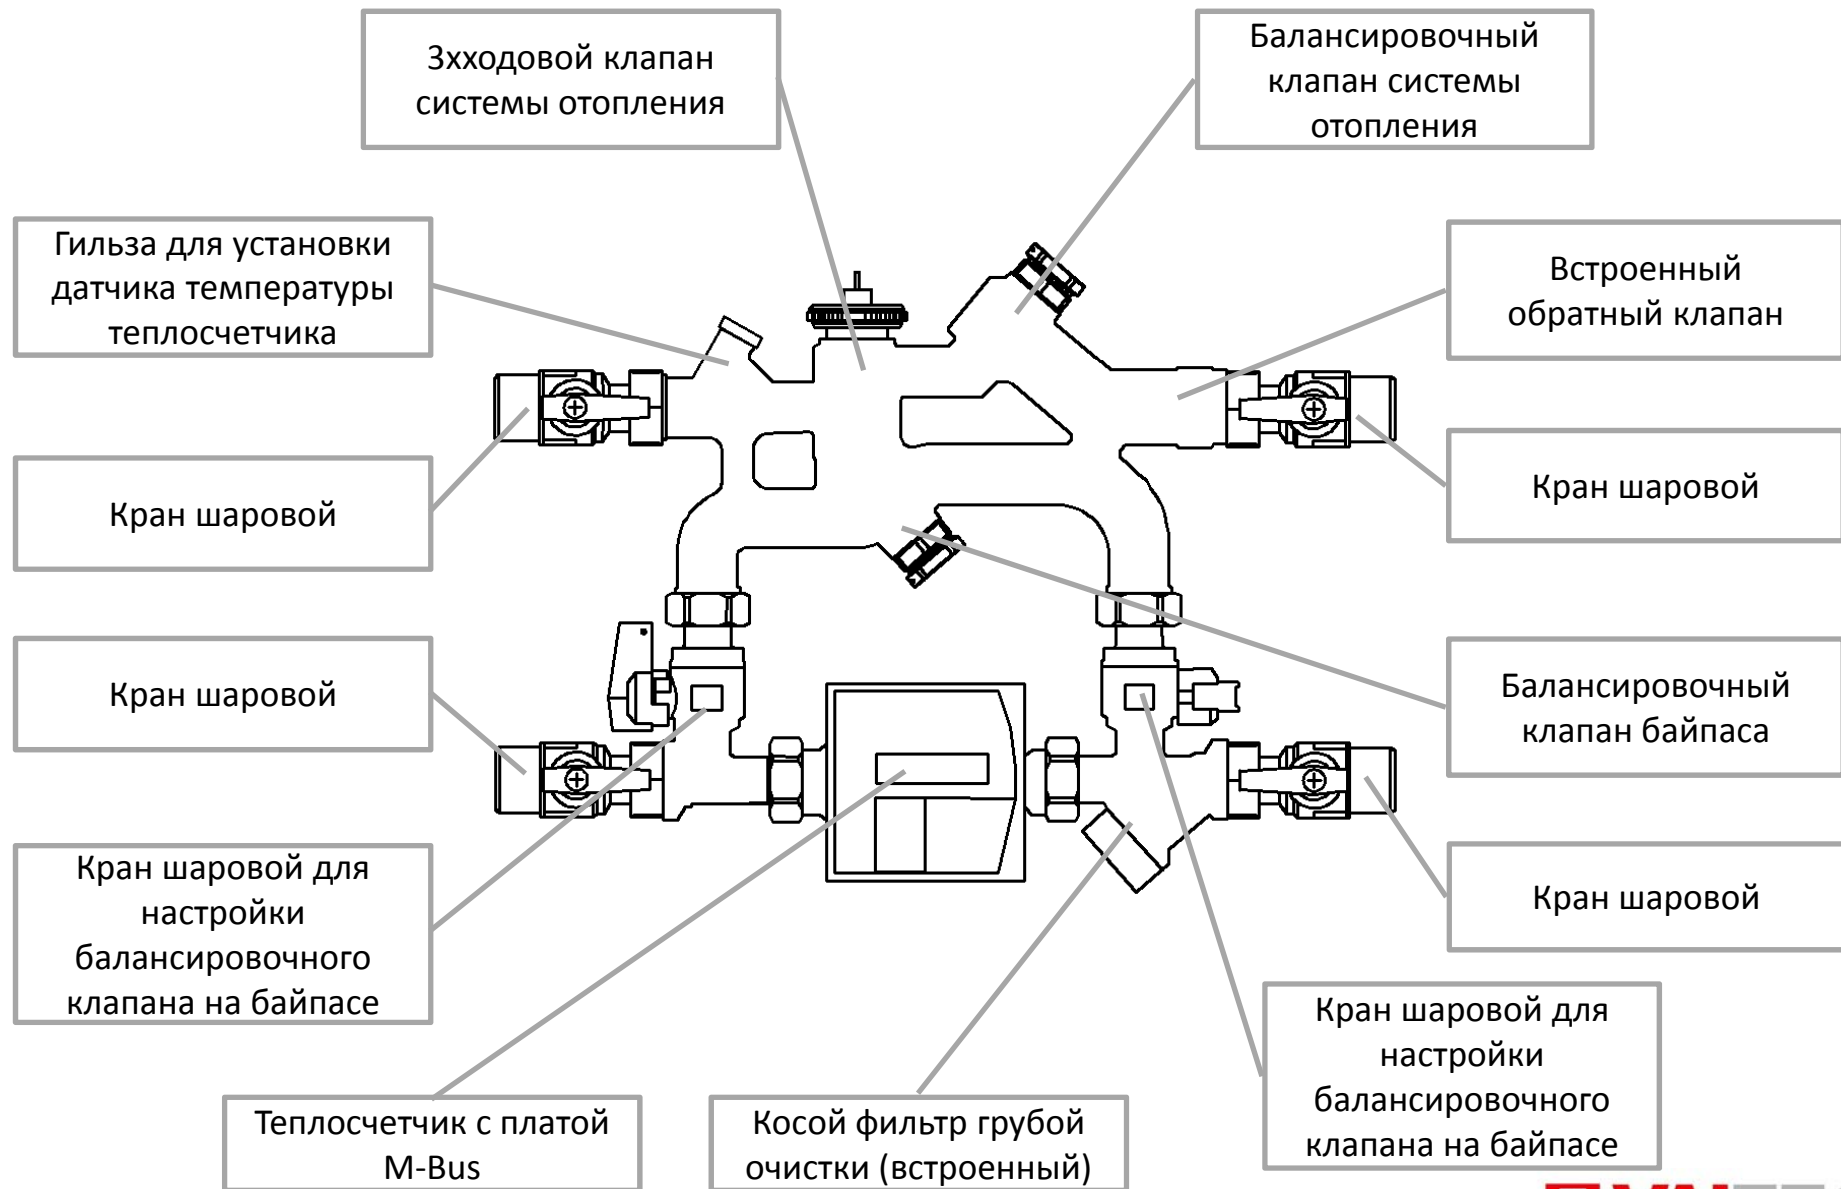 3хходовой клапан
системы отопления
Балансировочный
клапан системы
отопления
Гильза для установки
датчика температуры
теплосчетчика
Встроенный
обратный клапан
Кран шаровой
Кран шаровой
Кран шаровой
Балансировочный
клапан байпаса
Кран шаровой для
настройки
балансировочного
клапана на байпасе
Кран шаровой
Кран шаровой для
настройки
балансировочного
клапана на байпасе
Теплосчетчик с платой
M-Bus
Косой фильтр грубой
очистки (встроенный)